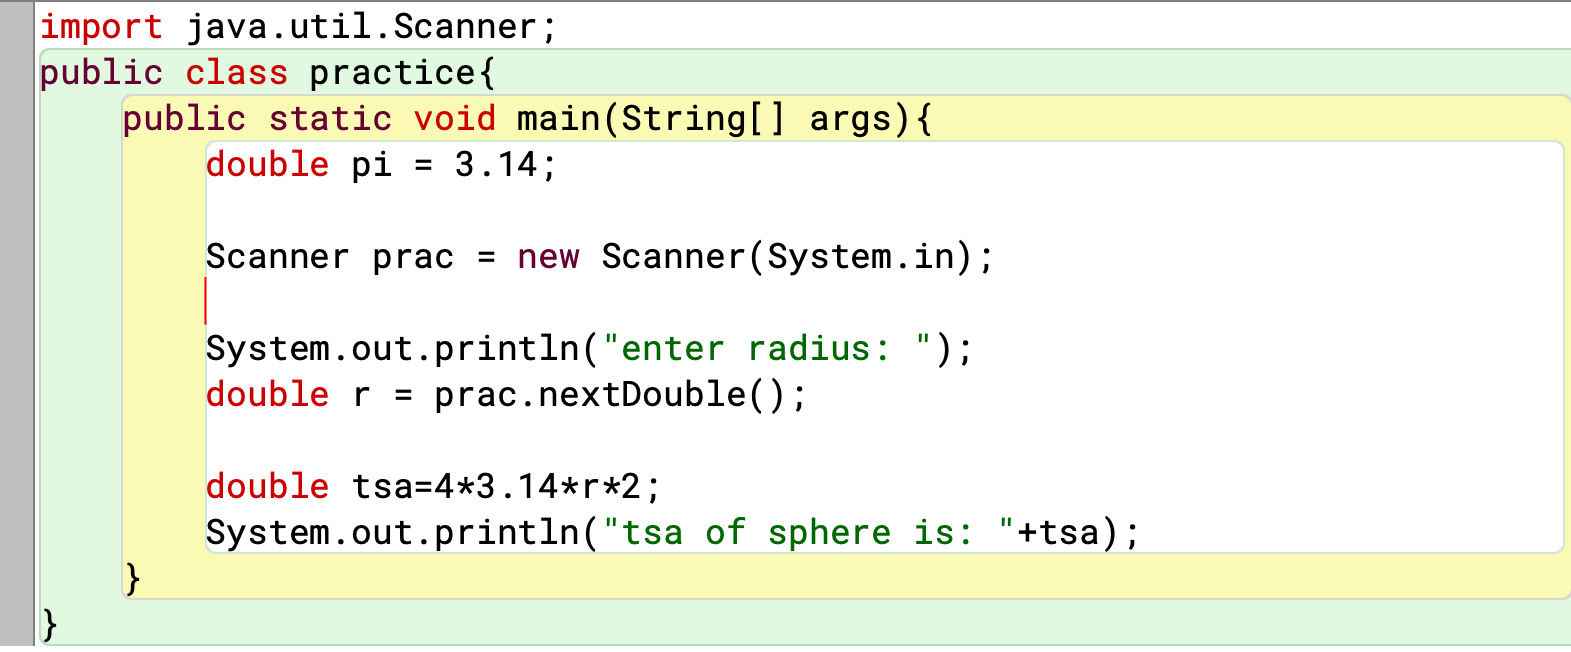 import java.util.Scanner;
public class practice{
public static void main(String[] args){
double pi = 3.14;
Scanner prac = new Scanner(System.in);
System.out.println("enter radius: ");
double r = prac.nextDouble();
double tsa=4*3.14*r*2;
System.out.println("tsa of sphere is: "+tsa);
}
}